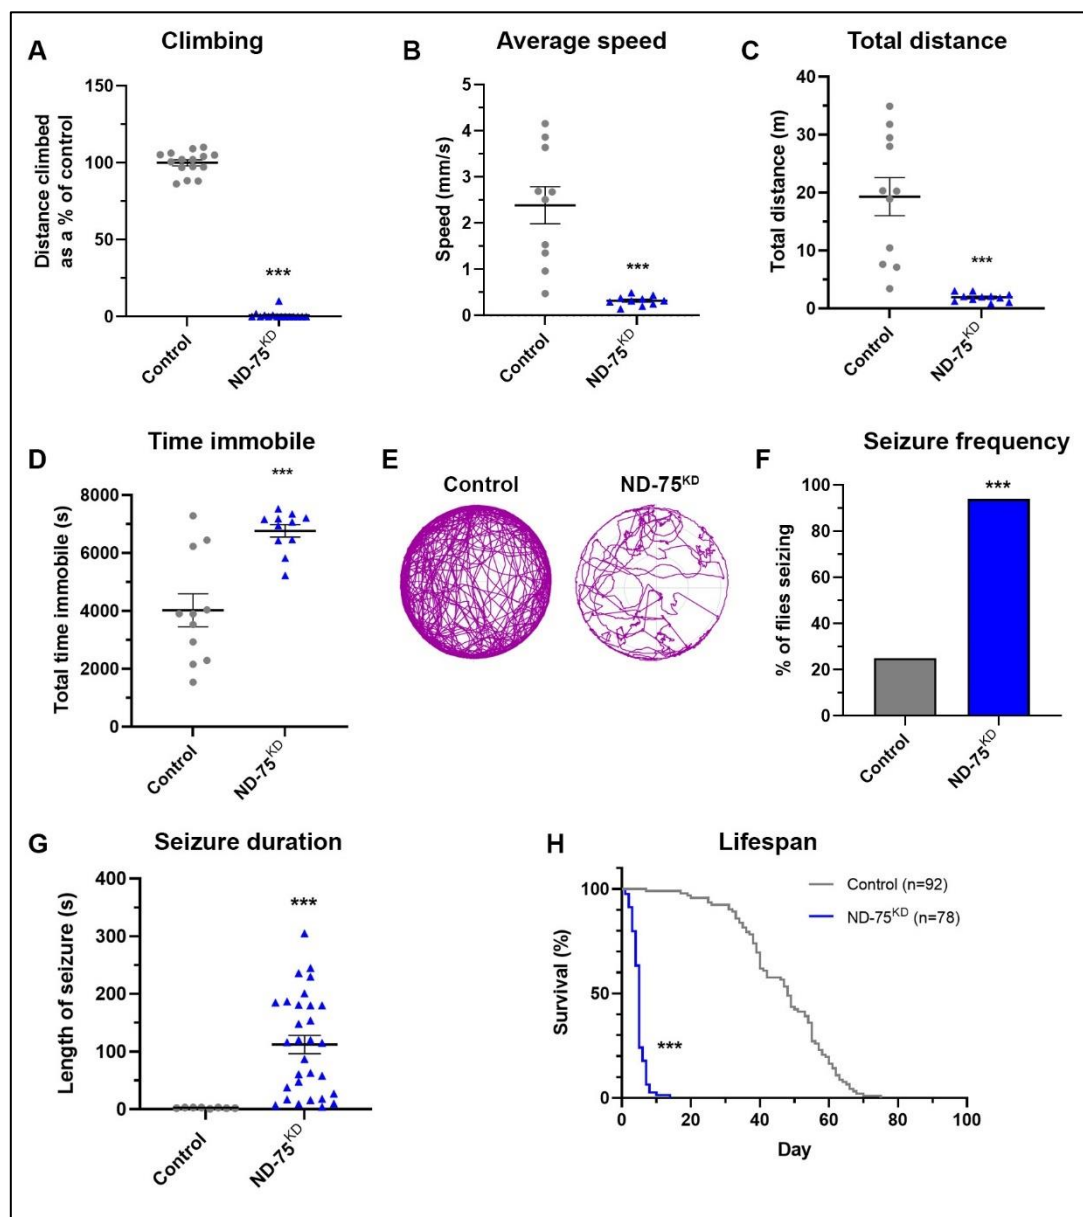 A
Climbing
Distance climbed
as a % of control
150
100
50
0
***
Control
ND-75KD
B
Average speed
Speed (mm/s)
5
4
3
2
1
0
***
Control
ND-75KD
C
Total distance
Total distance (m)
40
30
20
10
0
***
Control
ND-75KD
D
Time immobile
Total time immobile (s)
8000
6000
4000
2000
0
***
Control
ND-75KD
E
Control
ND-75KD
F
Seizure frequency
% of flies seizing
100
80
60
40
20
0
***
Control
ND-75KD
G
Seizure duration
Length of seizure (s)
400
300
200
100
0
***
Control
ND-75KD
H
Lifespan
Survival (%)
100
50
0
***
Control (n=92)
ND-75KD (n=78)
0 20 40 60 80 100
Day